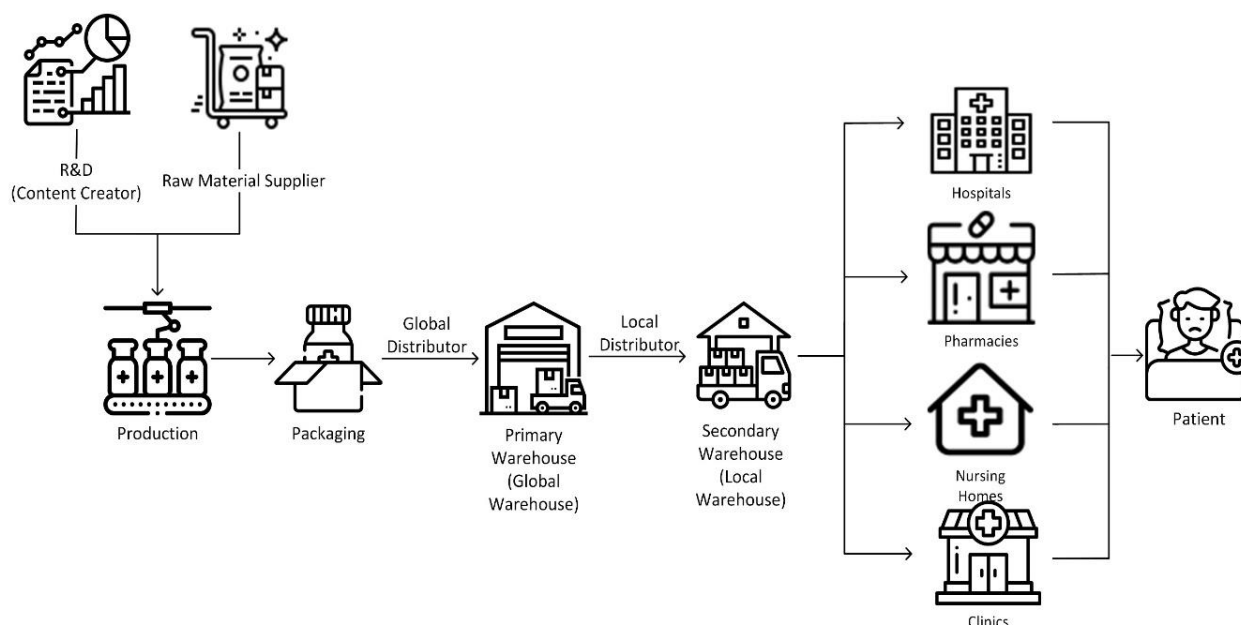 R&D
(Content Creator)
Raw Material Supplier
Production
Packaging
Global
Distributor
Primary
Warehouse
(Global
Warehouse)
Local
Distributor
Secondary
Warehouse
(Local
Warehouse)
Hospitals
Pharmacies
Nursing
Homes
Clinics
Patient